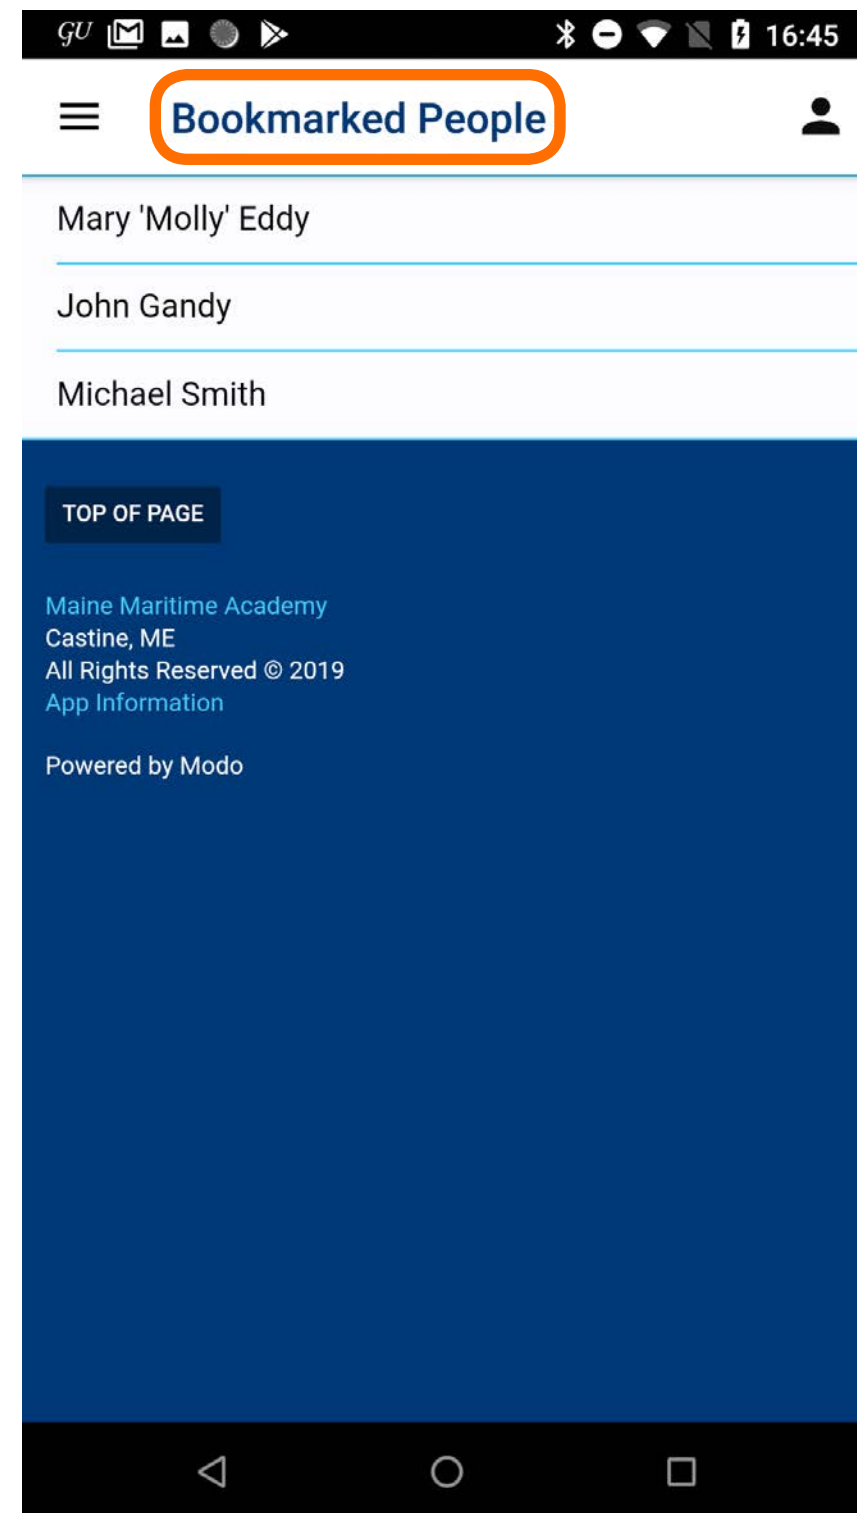 GU 16:45
Bookmarked People
Mary 'Molly' Eddy
John Gandy
Michael Smith
TOP OF PAGE
Maine Maritime Academy
Castine, ME
All Rights Reserved © 2019
App Information
Powered by Modo